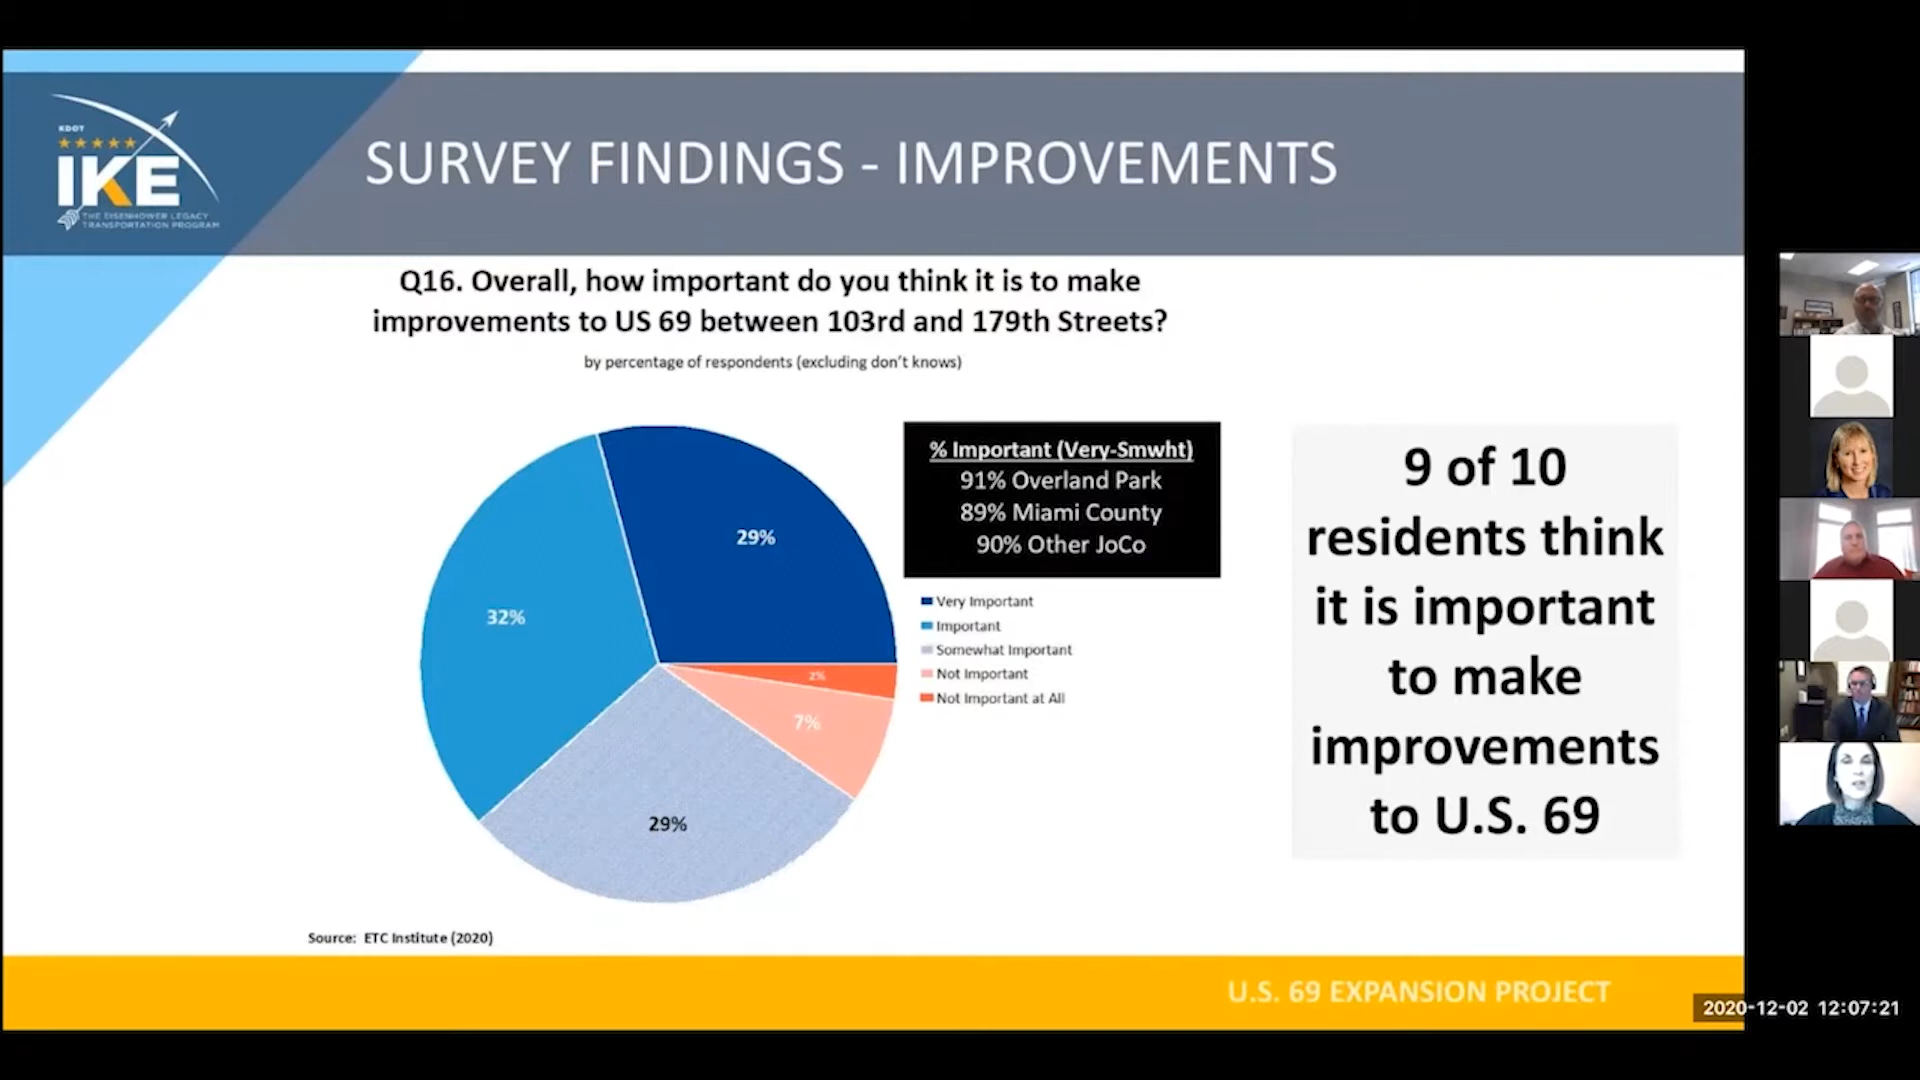 KDOT
IKE
THE EISENHOWER LEGACY
TRANSPORTATION PROGRAM
SURVEY FINDINGS - IMPROVEMENTS
Q16. Overall, how important do you think it is to make
improvements to US 69 between 103rd and 179th Streets?
by percentage of respondents (excluding don't knows)
29%
32%
29%
7%
2%
% Important (Very-Smwht)
91% Overland Park
89% Miami County
90% Other JoCo
Very Important
Important
Somewhat Important
Not Important
Not Important at All
9 of 10
residents think
it is important
to make
improvements
to U.S. 69
Source: ETC Institute (2020)
U.S. 69 EXPANSION PROJECT
2020-12-02 12:07:21